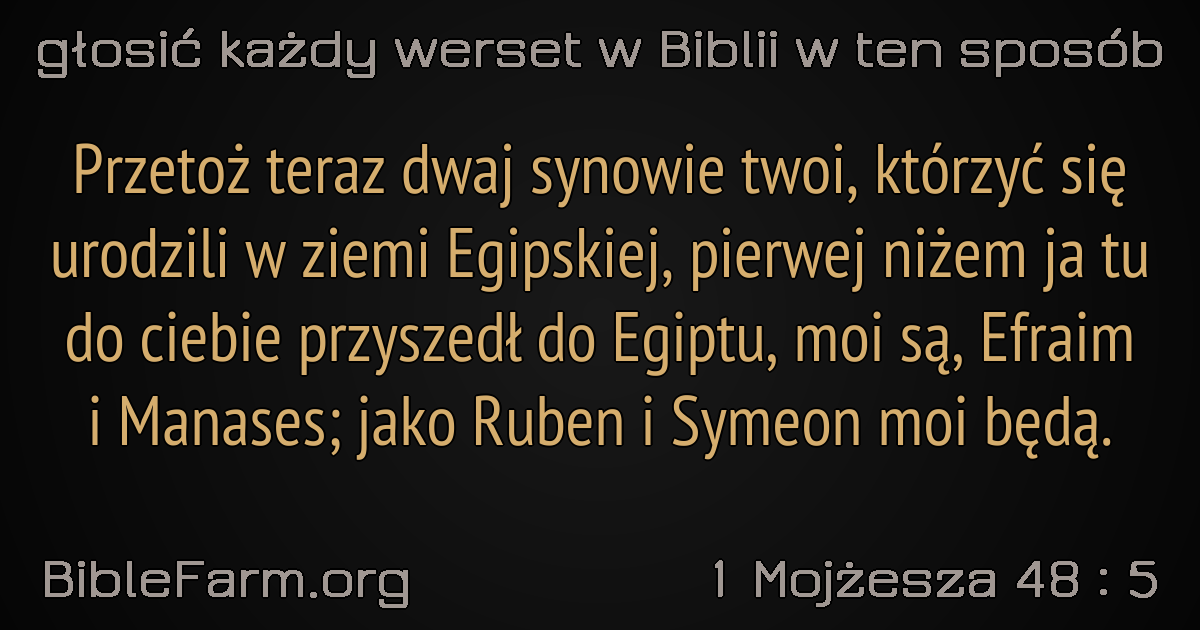 głosić każdy werset w Biblii w ten sposób
Przetoż teraz dwaj synowie twoi, którzyć się
urodzili w ziemi Egipskiej, pierwej niżem ja tu
do ciebie przyszedł do Egiptu, moi są, Efraim
i Manases; jako Ruben i Symeon moi będą.
BibleFarm.org
1 Mojżesza 48 : 5